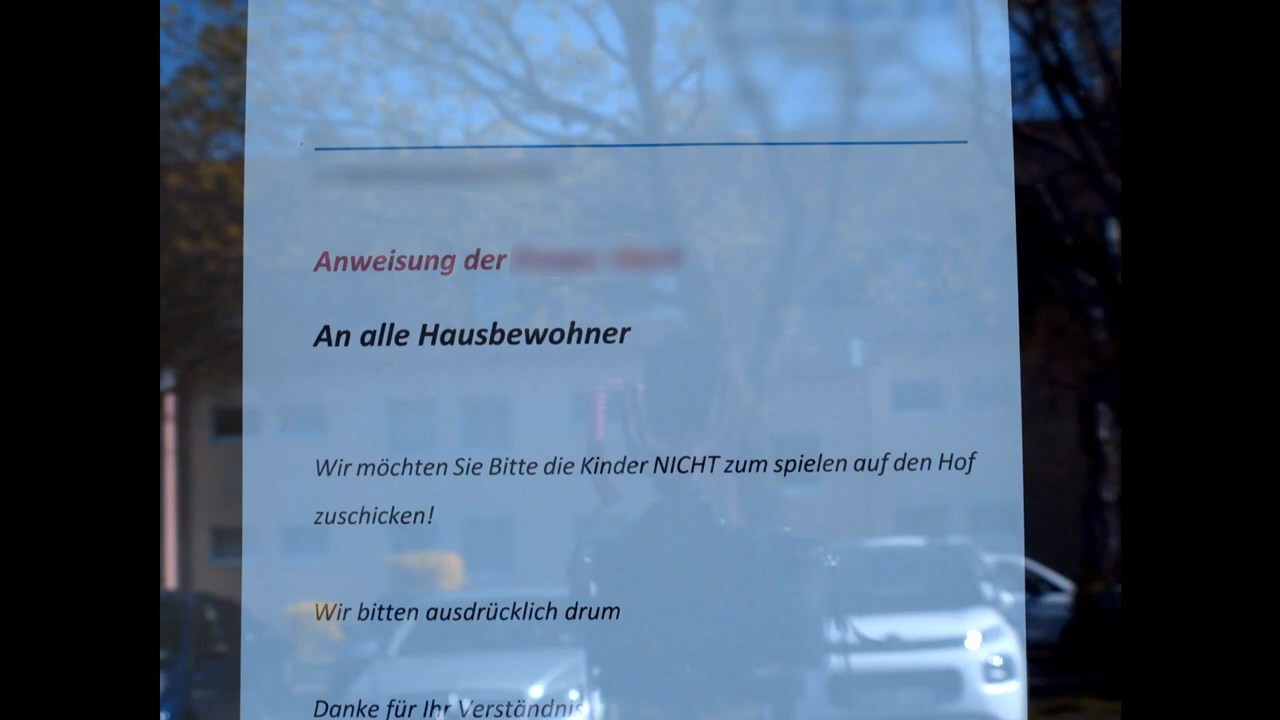 Anweisung der
An alle Hausbewohner
Wir möchten Sie Bitte die Kinder NICHT zum spielen auf den Hof
zuschicken!
Wir bitten ausdrücklich drum
Danke für Ihr Verständnis